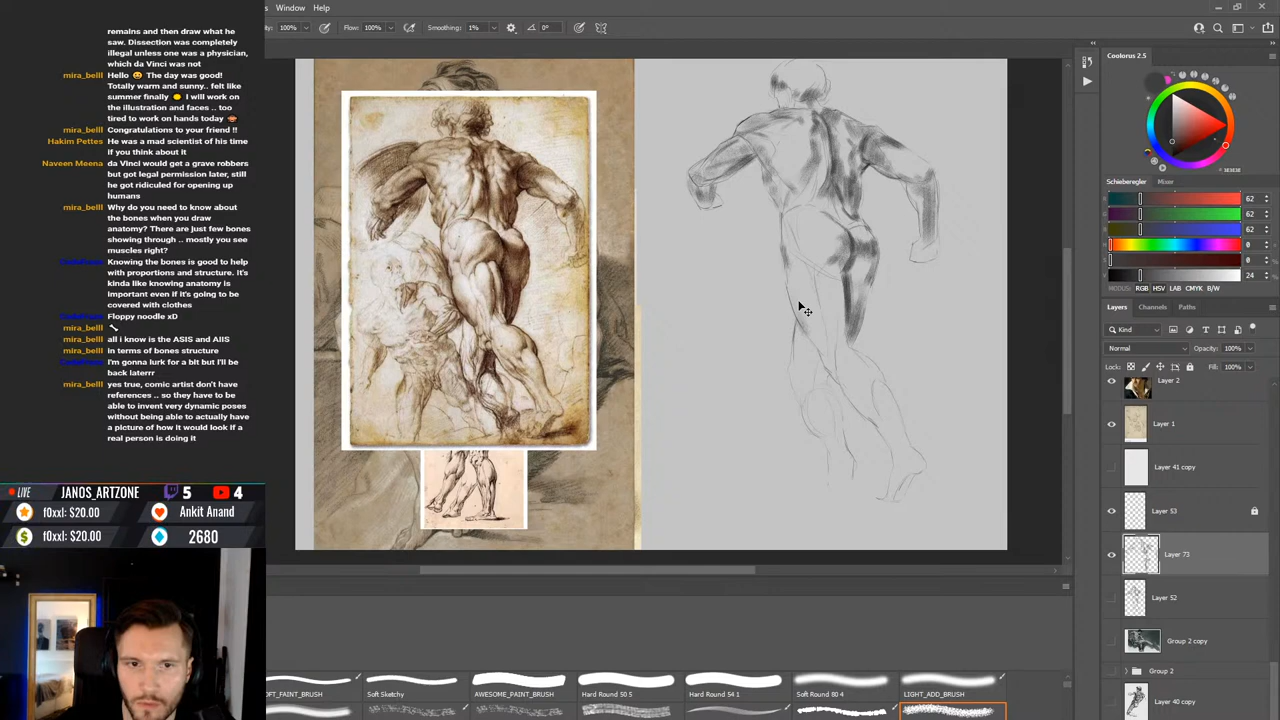 Window
Help
100%
Flow: 100%
Smoothing: 1%
0°
remains and then draw what he
saw. Dissection was completely
illegal unless one was a physician,
which da Vinci was not
mira_belll Hello 😀 The day was good!
Totally warm and sunny.. felt like
summer finally 🌞 I will work on
the illustration and faces .. too
tired to work on hands today
mira_belll Congratulations to your friend !!
Hakim Pettes He was a mad scientist of his time
if you think about it
Naveen Meena da Vinci would get a grave robbers
but got legal permission later, still
he got ridiculed for opening up
humans
mira_belll Why do you need to know about
the bones when you draw
anatomy? There are just few bones
showing through .. mostly you see
muscles right?
Knowing the bones is good to help
with proportions and structure. It's
kinda like knowing anatomy is
important even if it's going to be
covered with clothes
Floppy noodle xD
mira_belll 🦴
mira_belll all i know is the ASIS and AIIS
mira_belll in terms of bones structure
I'm gonna lurk for a bit but I'll be
back laterrr
mira_belll yes true, comic artist don't have
references .. so they have to be
able to invent very dynamic poses
without being able to actually have
a picture of how it would look if a
real person is doing it
LIVE JANOS_ARTZONE 5 4
f0xxl: $20.00 Ankit Anand
f0xxl: $20.00 2680
Coolorus 2.5
Schieberegler Mixer
62
62
62
0
0
24
MODUS: RGB HSV LAB CMYK B/W
Layers Channels Paths
Kind
Normal Opacity: 100%
Lock: Fill: 100%
Layer 2
Layer 1
Layer 41 copy
Layer 53
Layer 73
Layer 52
Group 2 copy
Group 2
Layer 40 copy
OFT_FAINT_BRUSH Soft Sketchy AWESOME_PAINT_BRUSH Hard Round 50 5 Hard Round 54 1 Soft Round 80 4 LIGHT_ADD_BRUSH